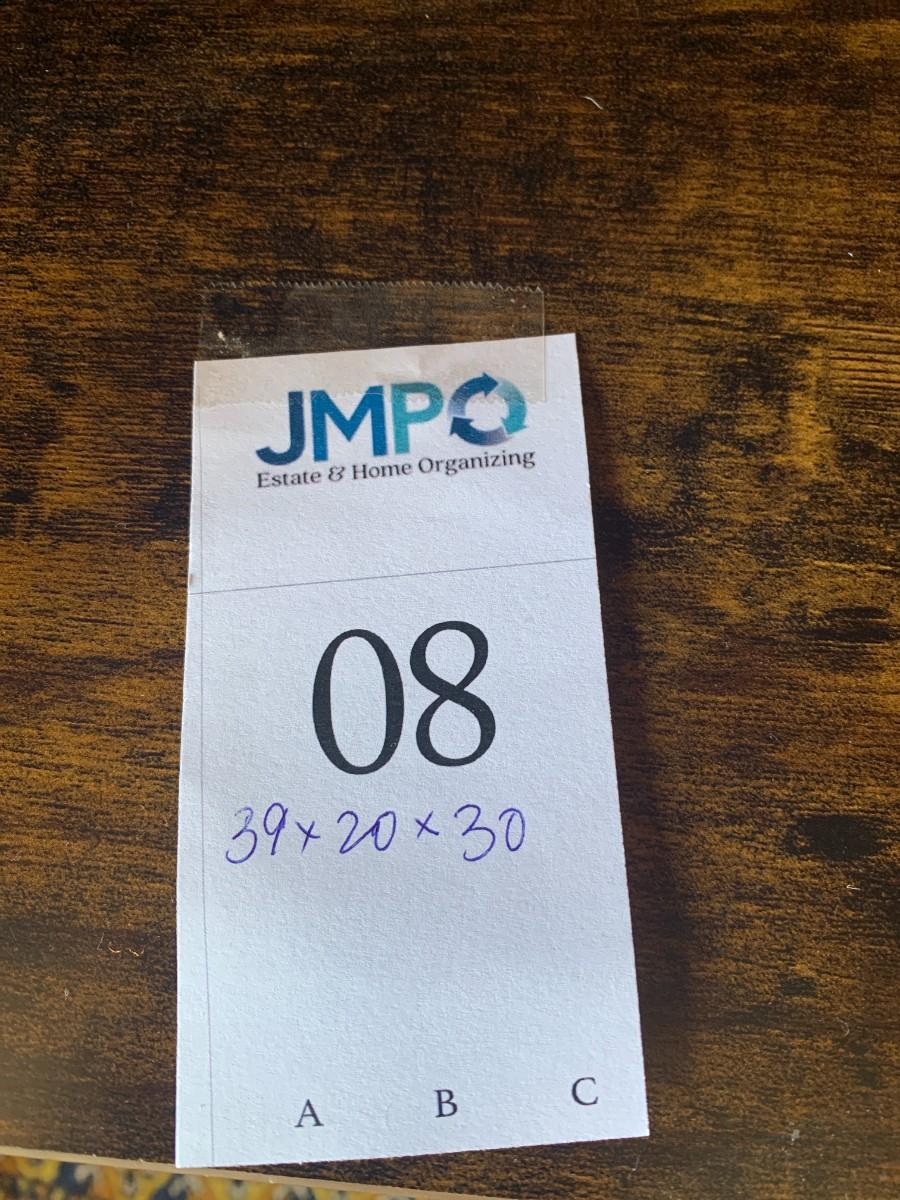 JMPO
Estate & Home Organizing
08
39 x 20 x 30
A B C